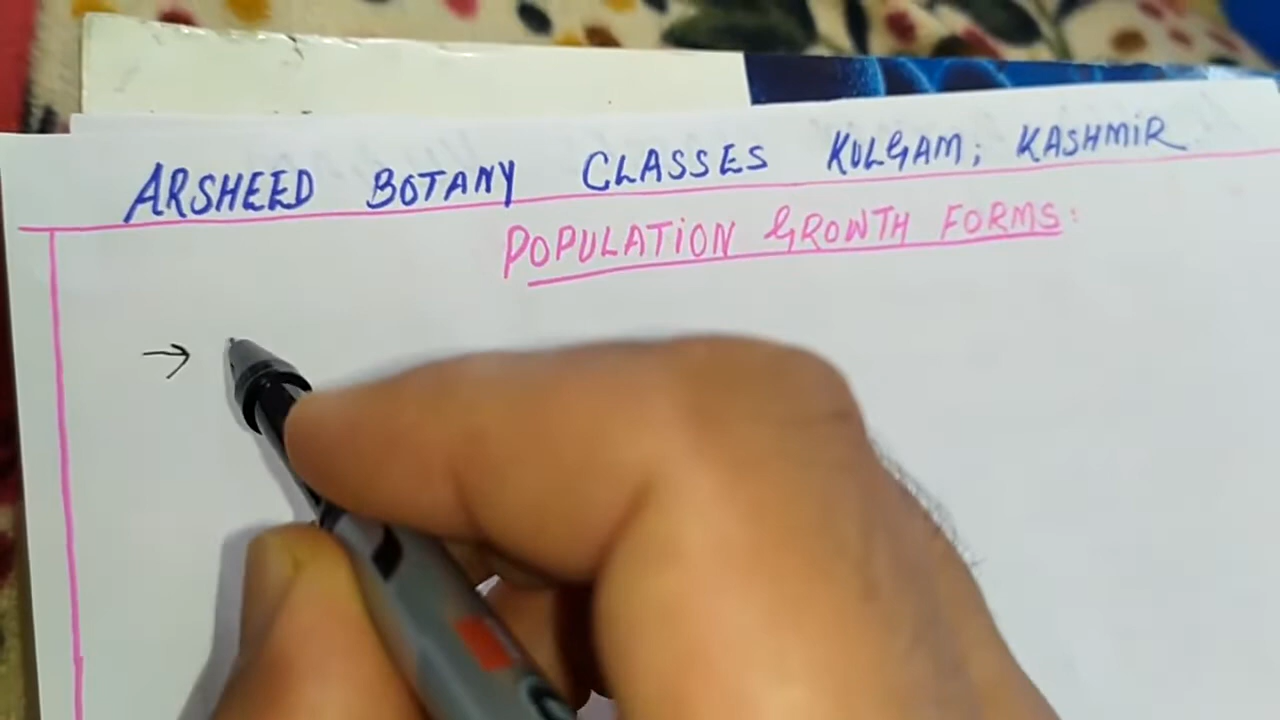 ARSHEED BOTANY CLASSES KULGAM; KASHMIR
POPULATION GROWTH FORMS:
→